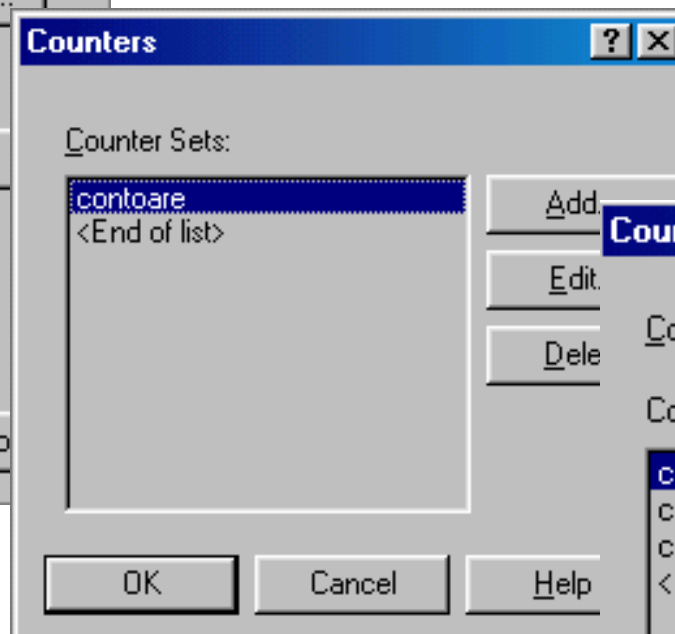 Counters
Counter Sets:
contoare
<End of list>
Add
Edit
OK
Cancel
Help